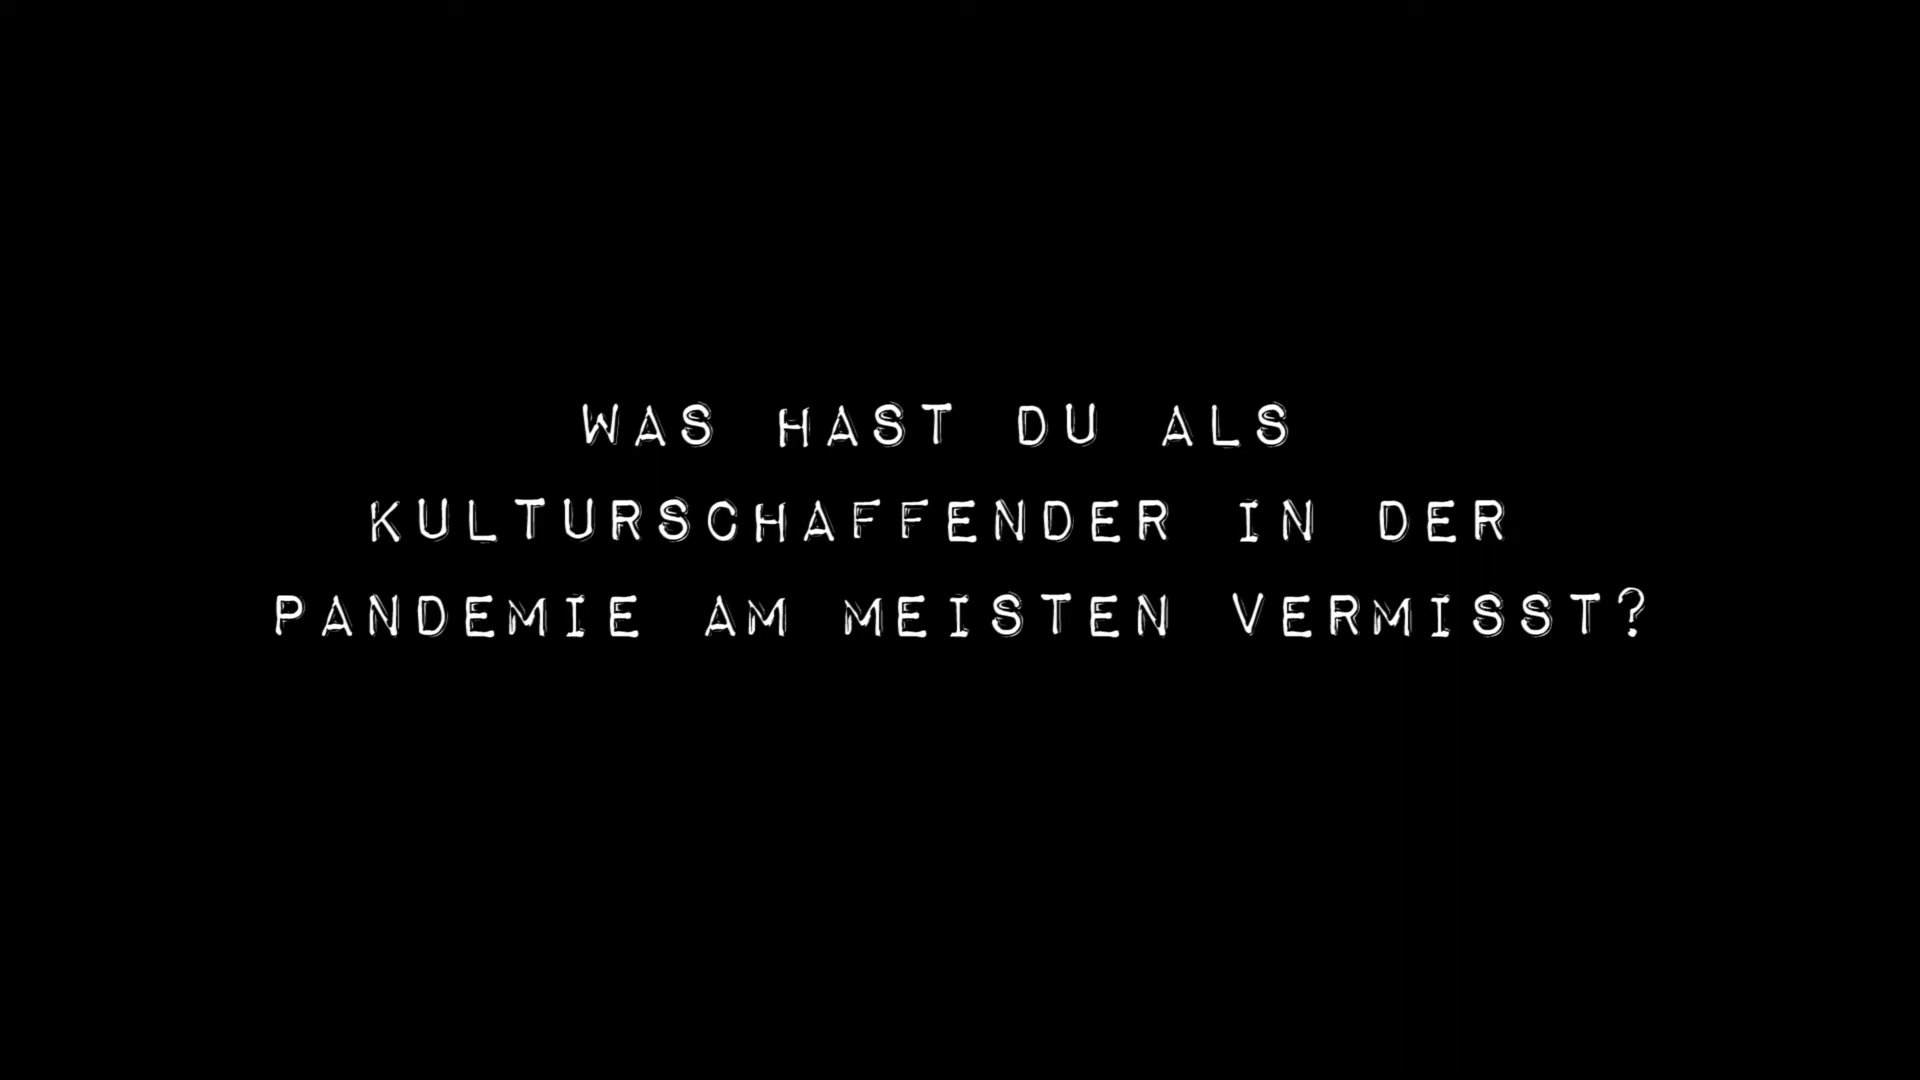 WAS HAST DU ALS
KULTURSCHAFFENDER IN DER
PANDEMIE AM MEISTEN VERMISST?